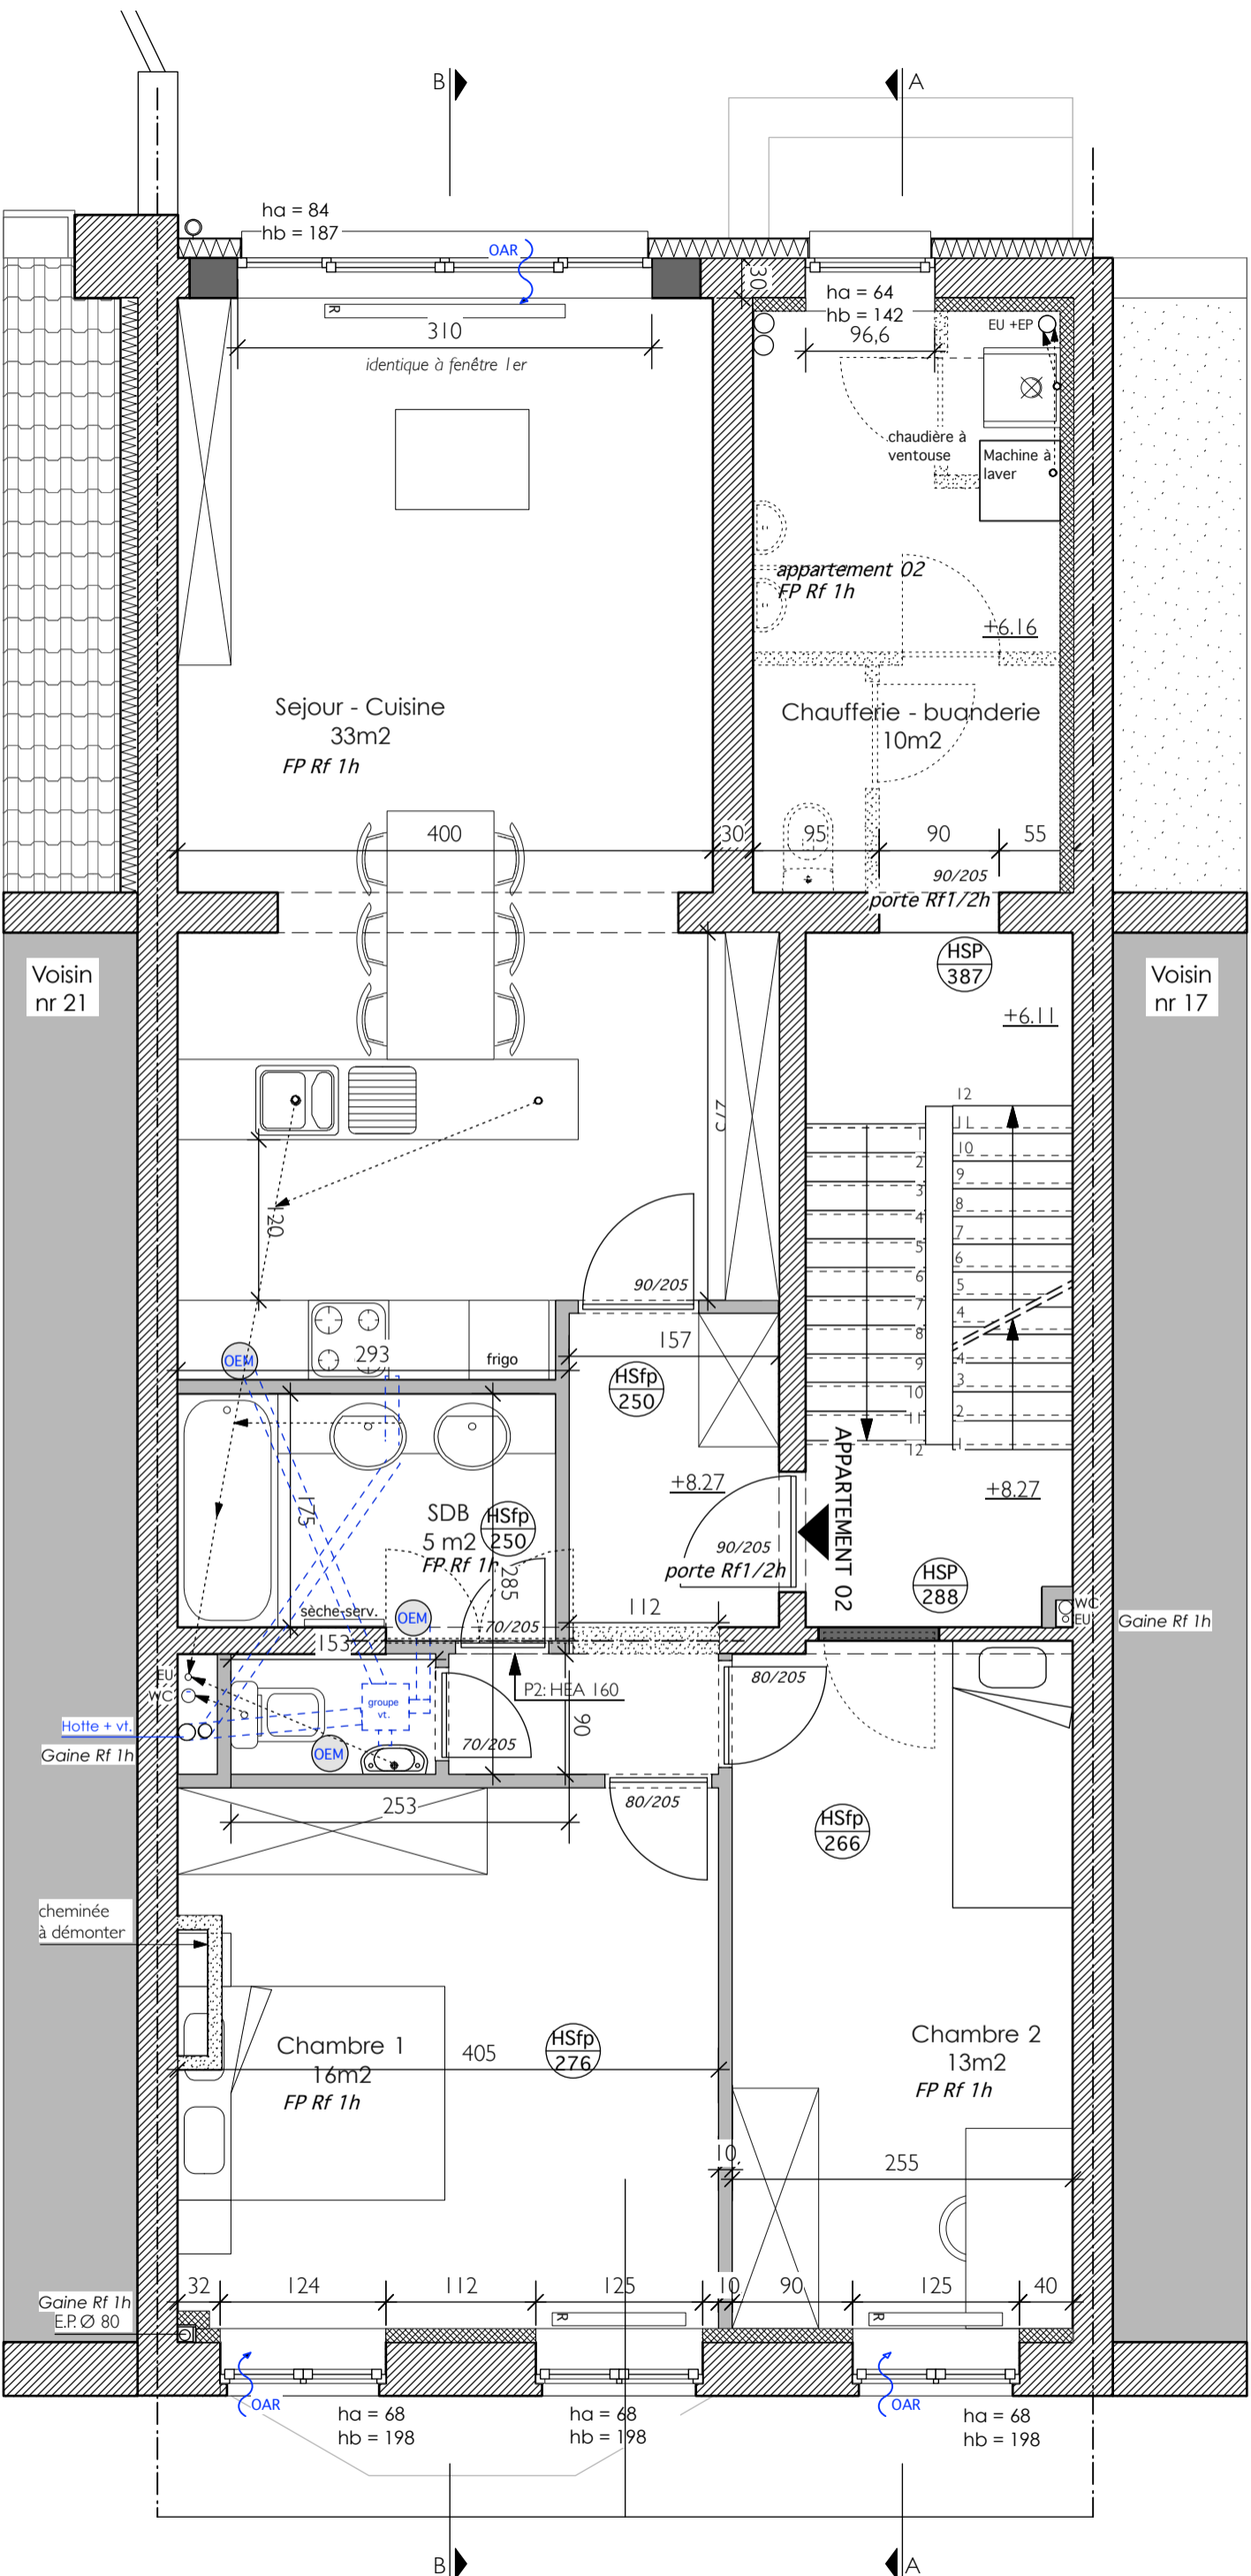 B
A
ha = 84
hb = 187
OAR
R
310
identique à fenêtre 1er
30
ha = 64
hb = 142
96,6
EU +EP
chaudière à
ventouse
Machine à
laver
appartement 02
FP Rf 1h
+6.16
Sejour - Cuisine
33m2
FP Rf 1h
Chaufferie - buanderie
10m2
400
30
95
90
55
90/205
porte Rf1/2h
Voisin
nr 21
HSP
387
Voisin
nr 17
+6.11
275
120
12
11
10
9
8
7
6
5
4
4
3
2
1
1
2
3
4
5
6
7
8
9
10
11
12
90/205
OEM
293
frigo
157
HSfp
250
APPARTEMENT 02
+8.27
+8.27
175
SDB
5 m2
FP Rf 1h
HSfp
250
285
90/205
porte Rf1/2h
HSP
288
WC
EU
Gaine Rf 1h
sèche-serv.
OEM
70/205
112
153
EU
WC
groupe
vt.
P2: HEA 160
80/205
Hotte + vt.
Gaine Rf 1h
OEM
70/205
90
80/205
253
HSfp
266
cheminée
à démonter
Chambre 1
16m2
FP Rf 1h
405
HSfp
276
Chambre 2
13m2
FP Rf 1h
10
255
32
124
112
125
10
90
125
40
Gaine Rf 1h
E.P. Ø 80
R
R
OAR
OAR
ha = 68
hb = 198
ha = 68
hb = 198
ha = 68
hb = 198
B
A